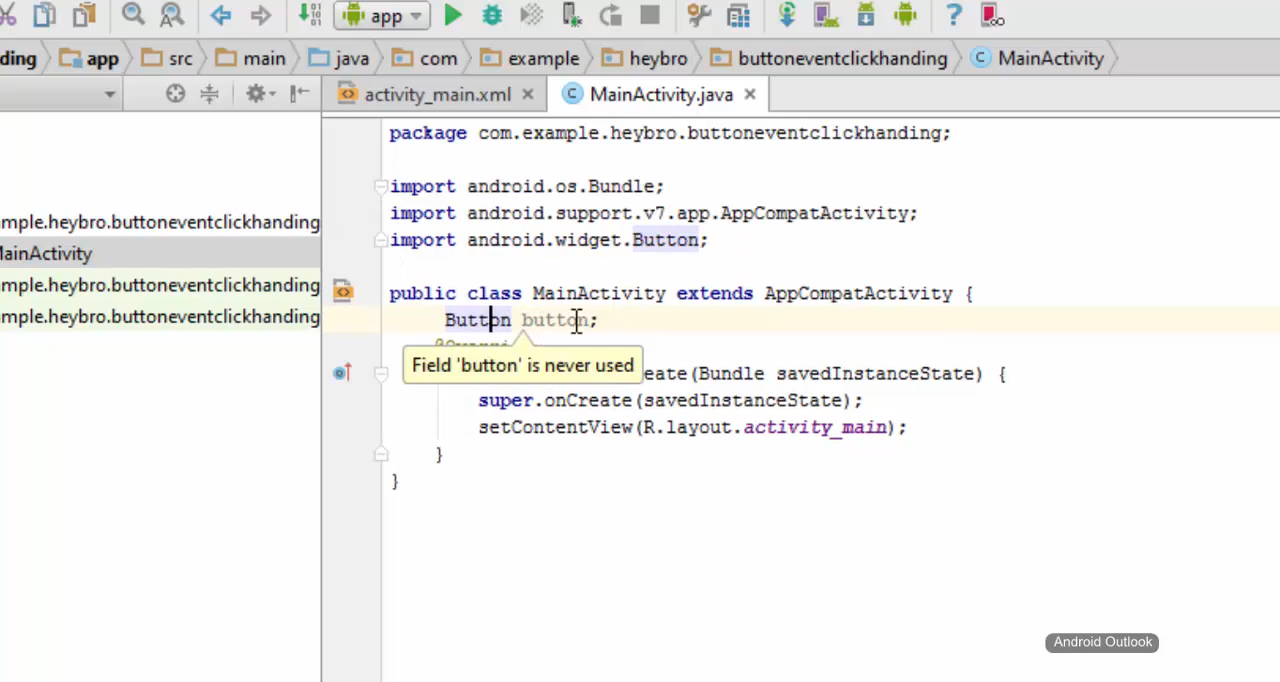 app
ding app src main java com example heybro buttoneventclickhanding MainActivity
activity_main.xml MainActivity.java
mple.heybro.buttoneventclickhanding
MainActivity
mple.heybro.buttoneventclickhanding
mple.heybro.buttoneventclickhanding
package com.example.heybro.buttoneventclickhanding;
import android.os.Bundle;
import android.support.v7.app.AppCompatActivity;
import android.widget.Button;
public class MainActivity extends AppCompatActivity {
Button button;
Field 'button' is never used
eate(Bundle savedInstanceState) {
super.onCreate(savedInstanceState);
setContentView(R.layout.activity_main);
}
}
Android Outlook